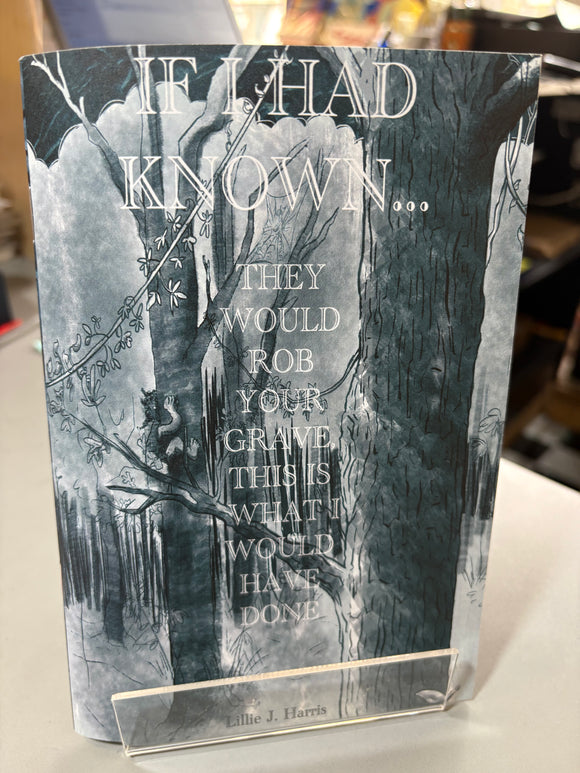 IF I HAD
KNOWN...
THEY
WOULD
ROB
YOUR
GRAVE,
THIS IS
WHAT I
WOULD
HAVE
DONE
Lillie J. Harris